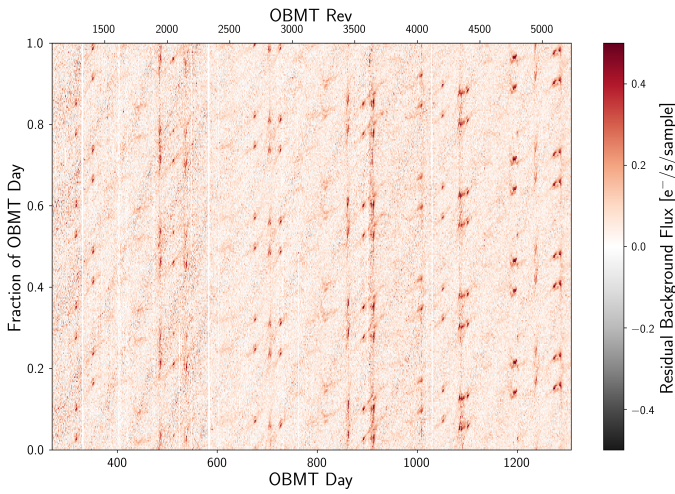 OBMT Rev
1500 2000 2500 3000 3500 4000 4500 5000
1.0
0.8
0.6
0.4
0.2
0.0
Fraction of OBMT Day
400 600 800 1000 1200
OBMT Day
0.4
0.2
0.0
−0.2
−0.4
Residual Background Flux [e⁻/s/sample]